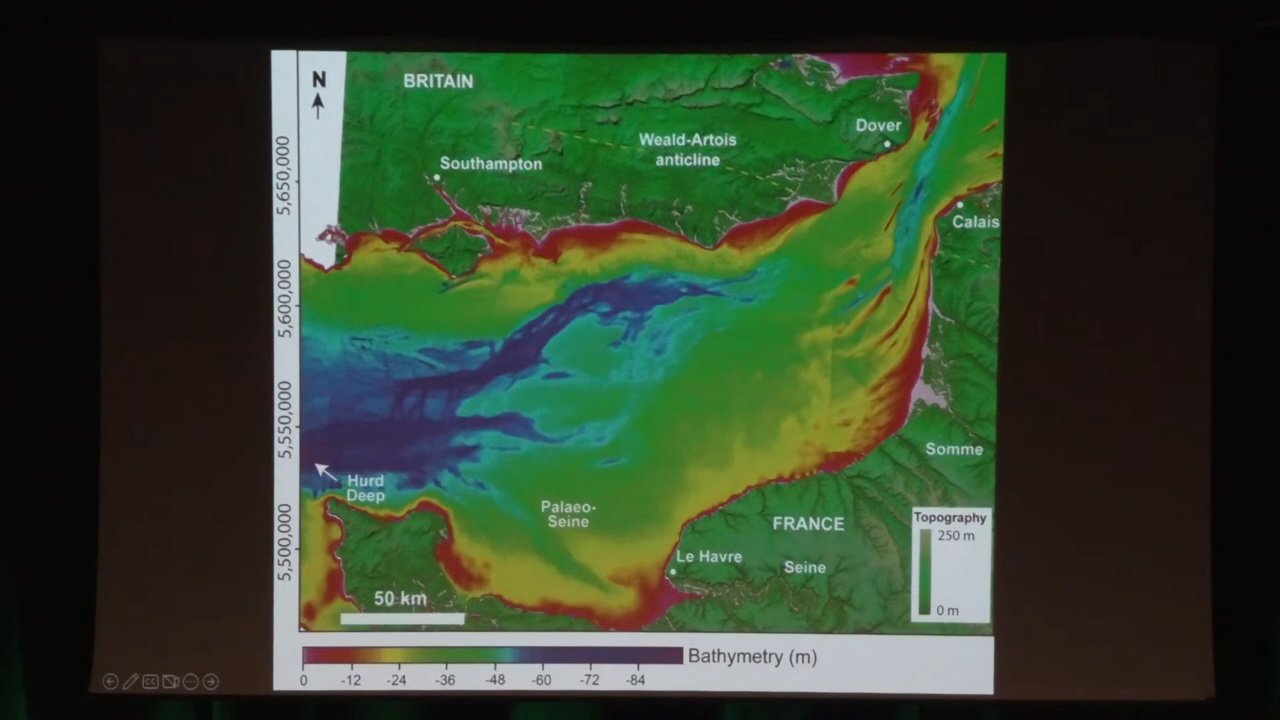 N
BRITAIN
Dover
Weald-Artois
anticline
Southampton
Calais
5,650,000
5,600,000
5,550,000
5,500,000
Somme
Hurd
Deep
Palaeo-
Seine
FRANCE
Le Havre
Seine
Topography
250 m
0 m
50 km
Bathymetry (m)
0 -12 -24 -36 -48 -60 -72 -84
CC